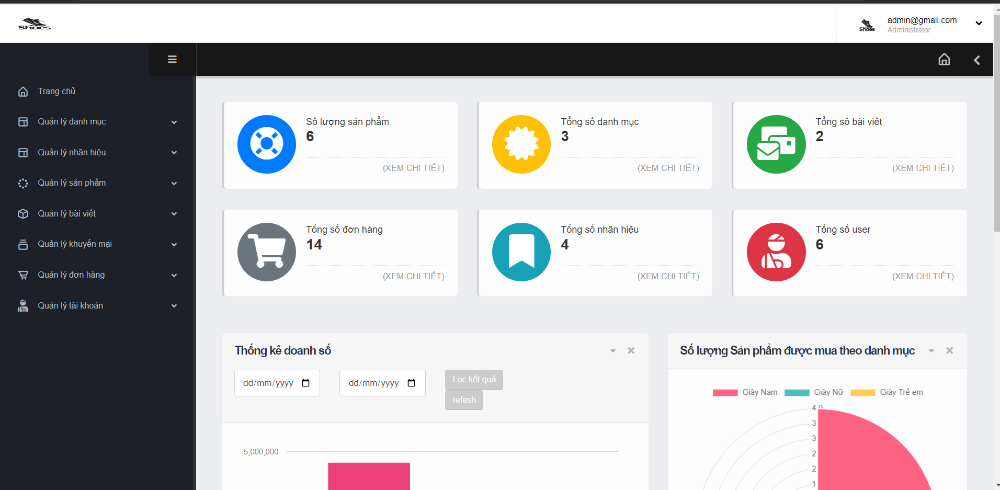 Shoes
Shoes
admin@gmail.com
Administrator
Trang chủ
Quản lý danh mục
Quản lý nhãn hiệu
Quản lý sản phẩm
Quản lý bài viết
Quản lý khuyến mại
Quản lý đơn hàng
Quản lý tài khoản
Số lượng sản phẩm
6
(XEM CHI TIẾT)
Tổng số danh mục
3
(XEM CHI TIẾT)
Tổng số bài viết
2
(XEM CHI TIẾT)
Tổng số đơn hàng
14
(XEM CHI TIẾT)
Tổng số nhãn hiệu
4
(XEM CHI TIẾT)
Tổng số user
6
(XEM CHI TIẾT)
Thống kê doanh số
dd/mm/yyyy
dd/mm/yyyy
Lọc kết quả
refesh
5,000,000
Số lượng Sản phẩm được mua theo danh mục
Giày Nam Giày Nữ Giày Trẻ em
4
3
3
2
2
1